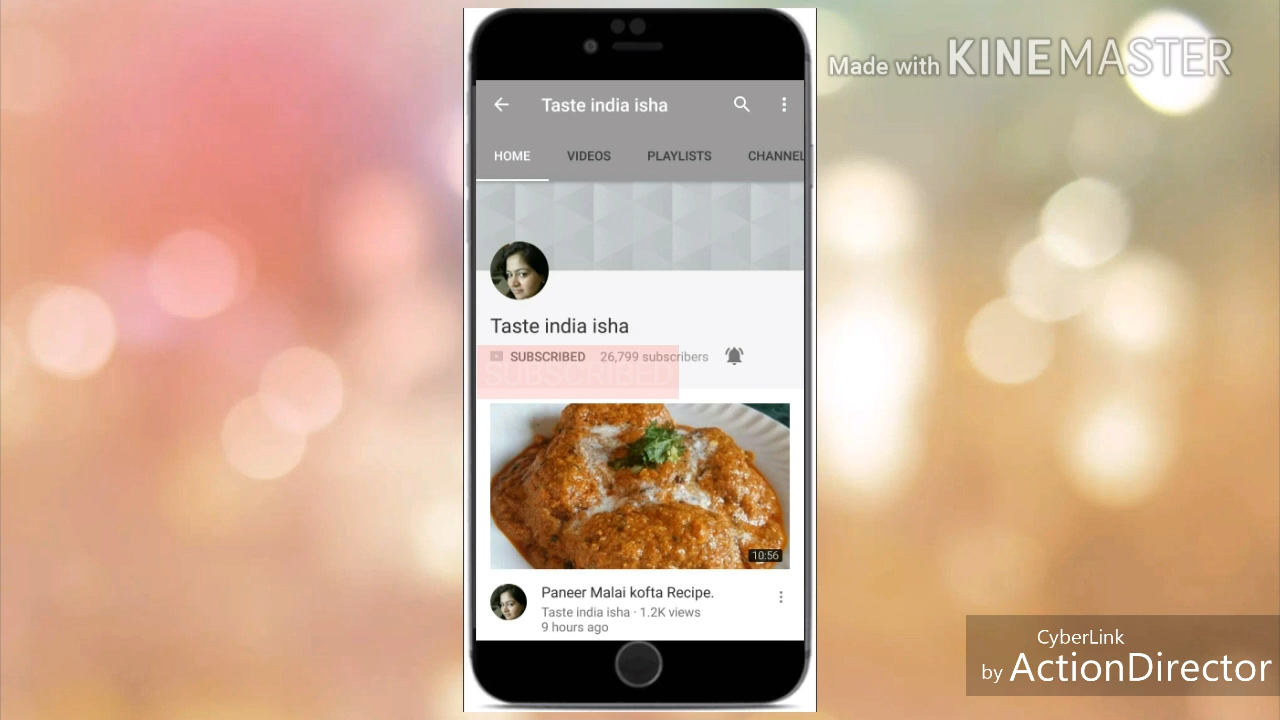 Made with KINEMASTER
Taste india isha
HOME VIDEOS PLAYLISTS CHANNEL
Taste india isha
SUBSCRIBED 26,799 subscribers
SUBSCRIBED
10:56
Paneer Malai kofta Recipe.
Taste india isha · 1.2K views
9 hours ago
CyberLink
by ActionDirector